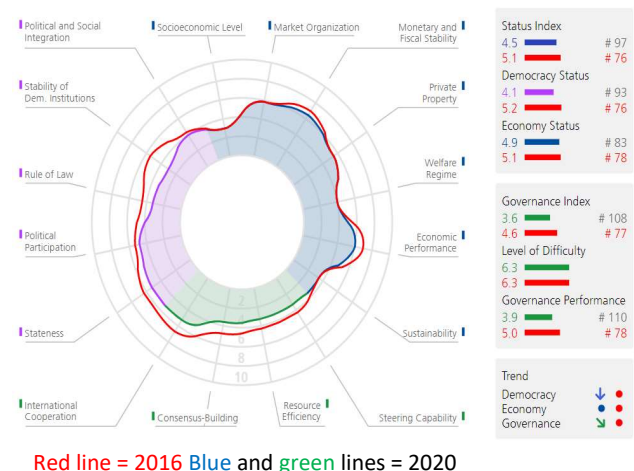 Political and Social
Integration
Socioeconomic Level
Market Organization
Monetary and
Fiscal Stability
Stability of
Dem. Institutions
Private
Property
Rule of Law
Welfare
Regime
Political
Participation
Economic
Performance
Stateness
Sustainability
International
Cooperation
Consensus-Building
Resource
Efficiency
Steering Capability
2
6
8
10
Status Index
4.5 # 97
5.1 # 76
Democracy Status
4.1 # 93
5.2 # 76
Economy Status
4.9 # 83
5.1 # 78
Governance Index
3.6 # 108
4.6 # 77
Level of Difficulty
6.3
6.3
Governance Performance
3.9 # 110
5.0 # 78
Trend
Democracy
Economy
Governance
Red line = 2016 Blue and green lines = 2020